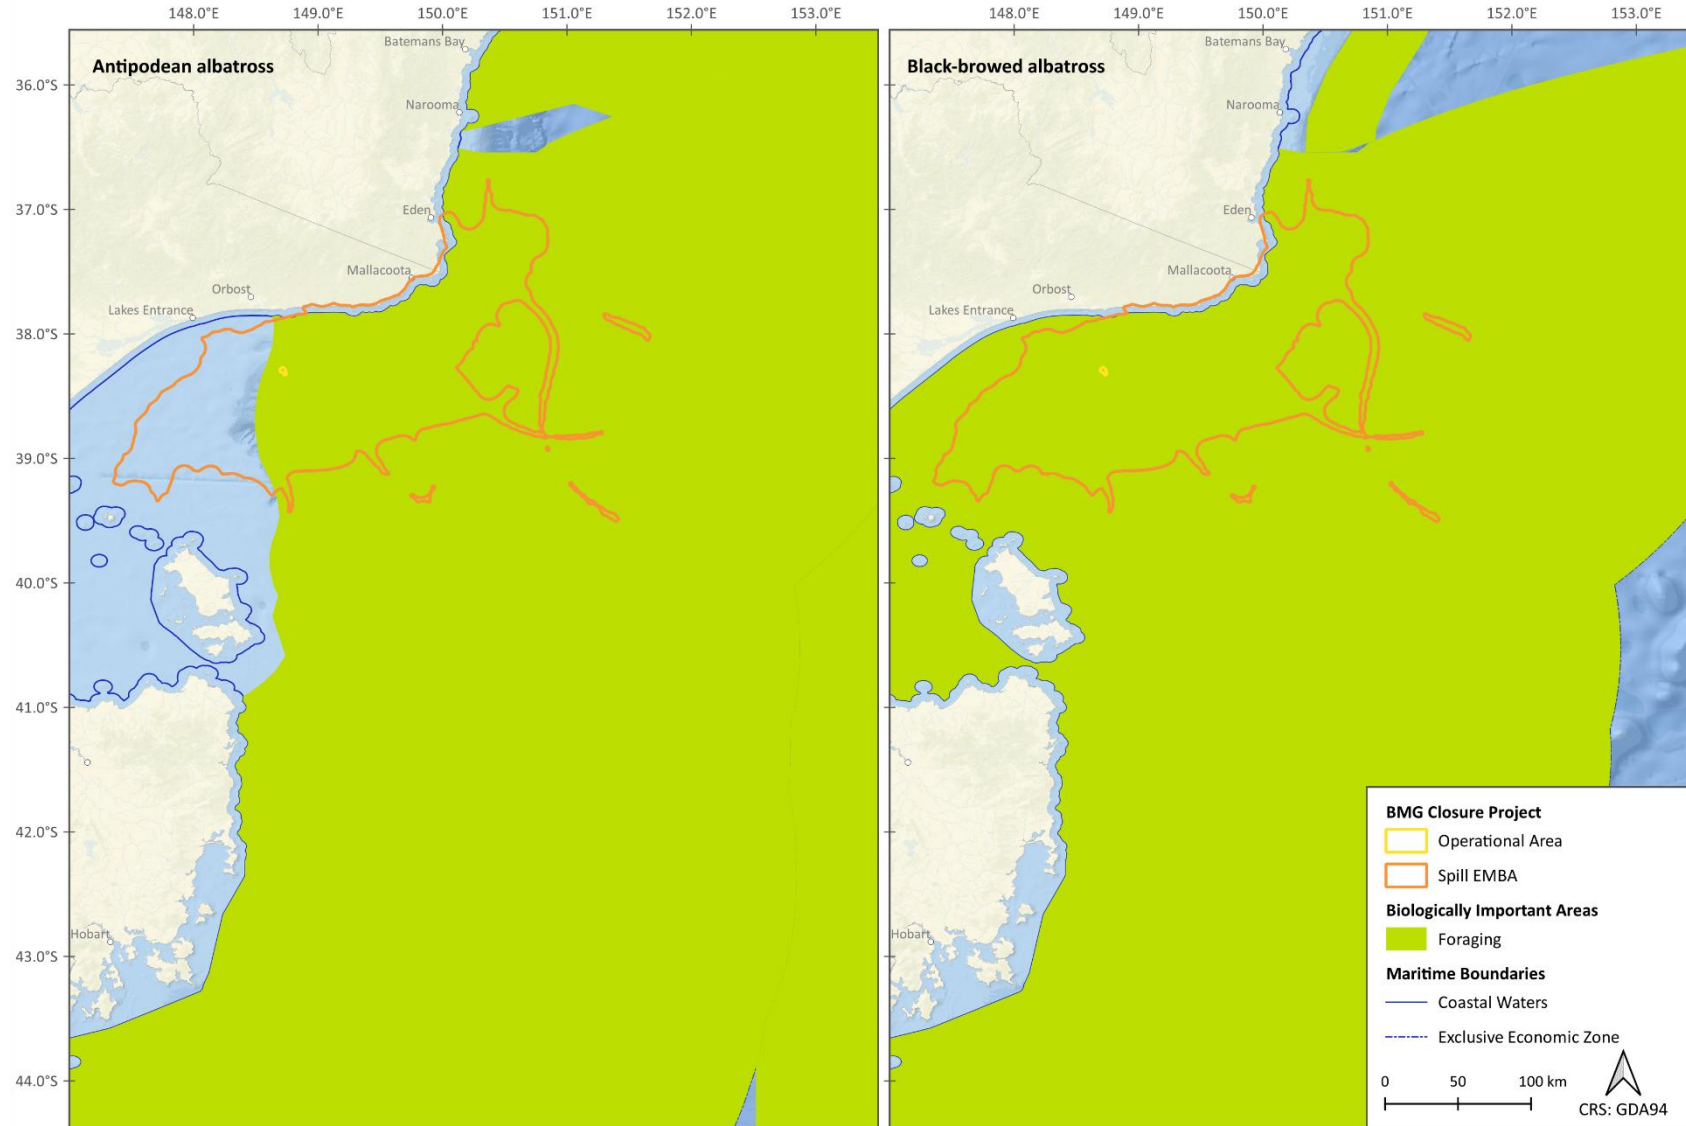 148.0°E 149.0°E 150.0°E 151.0°E 152.0°E 153.0°E 148.0°E 149.0°E 150.0°E 151.0°E 152.0°E 153.0°E
36.0°S
37.0°S
38.0°S
39.0°S
40.0°S
41.0°S
42.0°S
43.0°S
44.0°S
Antipodean albatross
Batemans Bay
Narooma
Eden
Mallacoota
Orbost
Lakes Entrance
Hobart
Black-browed albatross
Batemans Bay
Narooma
Eden
Mallacoota
Orbost
Lakes Entrance
Hobart
BMG Closure Project
Operational Area
Spill EMBA
Biologically Important Areas
Foraging
Maritime Boundaries
Coastal Waters
Exclusive Economic Zone
0 50 100 km
CRS: GDA94